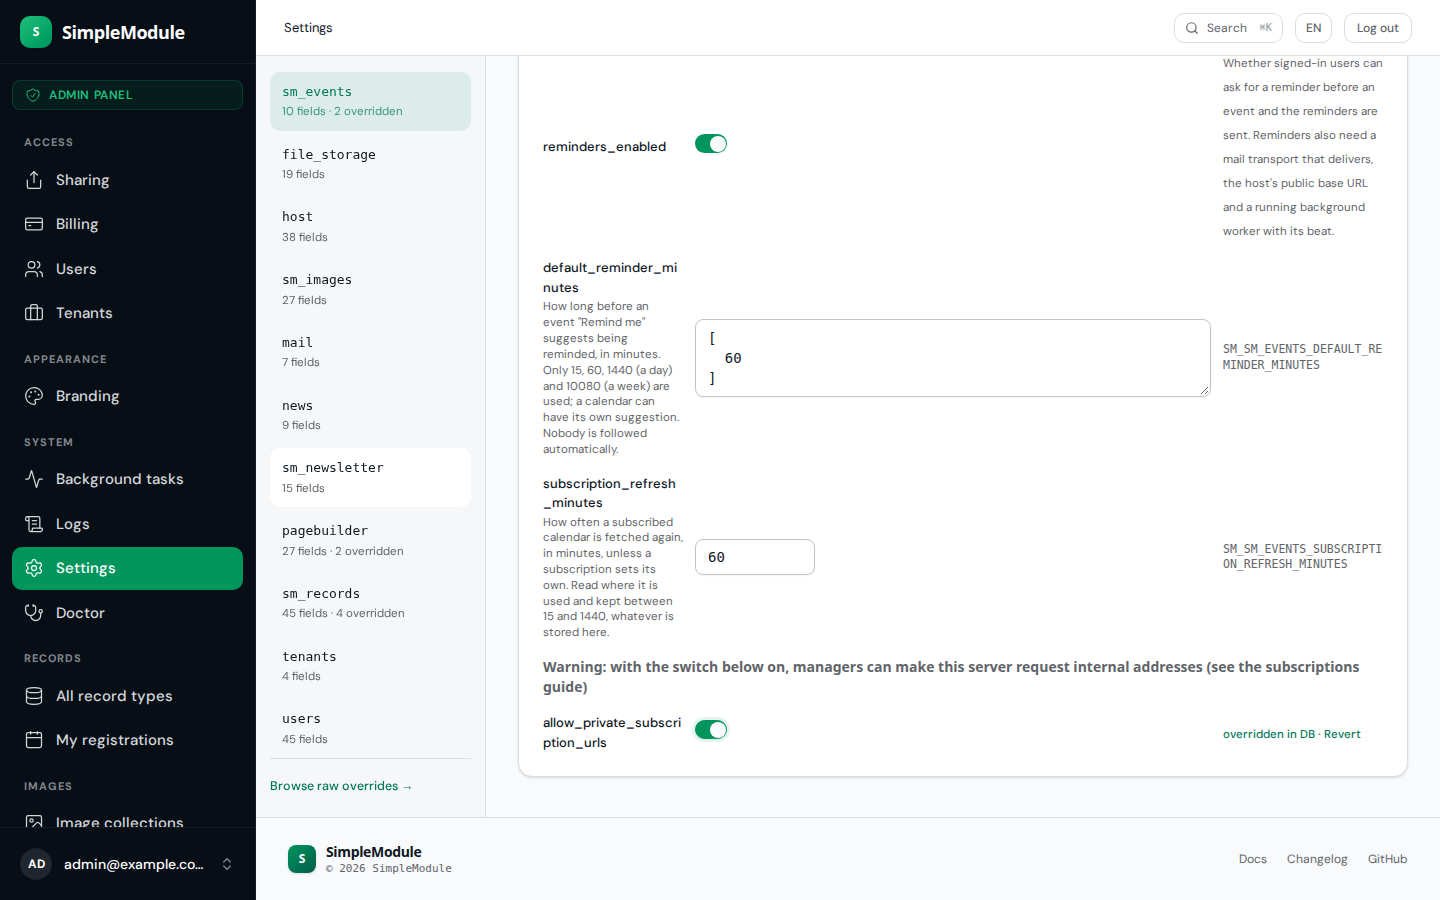 S SimpleModule
ADMIN PANEL
ACCESS
Sharing
Billing
Users
Tenants
APPEARANCE
Branding
SYSTEM
Background tasks
Logs
Settings
Doctor
RECORDS
All record types
My registrations
IMAGES
Image collections
AD admin@example.co...
Settings
Search ⌘K
EN
Log out
sm_events
10 fields · 2 overridden
file_storage
19 fields
host
38 fields
sm_images
27 fields
mail
7 fields
news
9 fields
sm_newsletter
15 fields
pagebuilder
27 fields · 2 overridden
sm_records
45 fields · 4 overridden
tenants
4 fields
users
45 fields
Browse raw overrides →
reminders_enabled
Whether signed-in users can
ask for a reminder before an
event and the reminders are
sent. Reminders also need a
mail transport that delivers,
the host's public base URL
and a running background
worker with its beat.
default_reminder_mi
nutes
How long before an
event "Remind me"
suggests being
reminded, in minutes.
Only 15, 60, 1440 (a day)
and 10080 (a week) are
used; a calendar can
have its own suggestion.
Nobody is followed
automatically.
[
60
]
SM_SM_EVENTS_DEFAULT_RE
MINDER_MINUTES
subscription_refresh
_minutes
How often a subscribed
calendar is fetched again,
in minutes, unless a
subscription sets its
own. Read where it is
used and kept between
15 and 1440, whatever is
stored here.
60
SM_SM_EVENTS_SUBSCRIPTI
ON_REFRESH_MINUTES
Warning: with the switch below on, managers can make this server request internal addresses (see the subscriptions
guide)
allow_private_subscri
ption_urls
overridden in DB · Revert
S SimpleModule
© 2026 SimpleModule
Docs
Changelog
GitHub